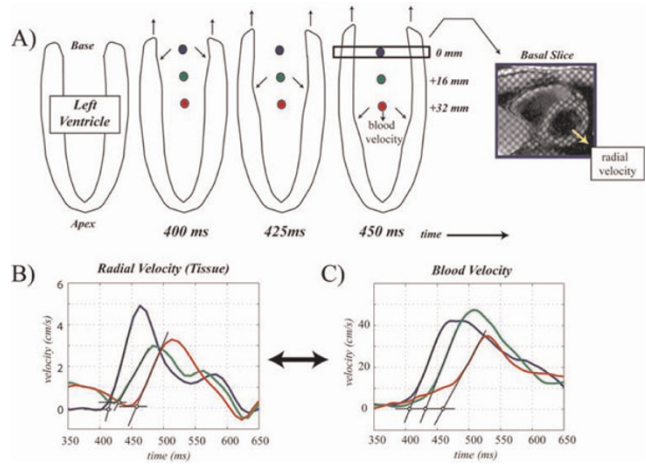 A)
Base
Left
Ventricle
Apex
400 ms
425ms
450 ms
0 mm
+16 mm
+32 mm
blood
velocity
time
Basal Slice
radial
velocity
B)
Radial Velocity (Tissue)
velocity (cm/s)
6
4
2
0
350 400 450 500 550 600 650
time (ms)
C)
Blood Velocity
velocity (cm/s)
40
20
0
350 400 450 500 550 600 650
time (ms)